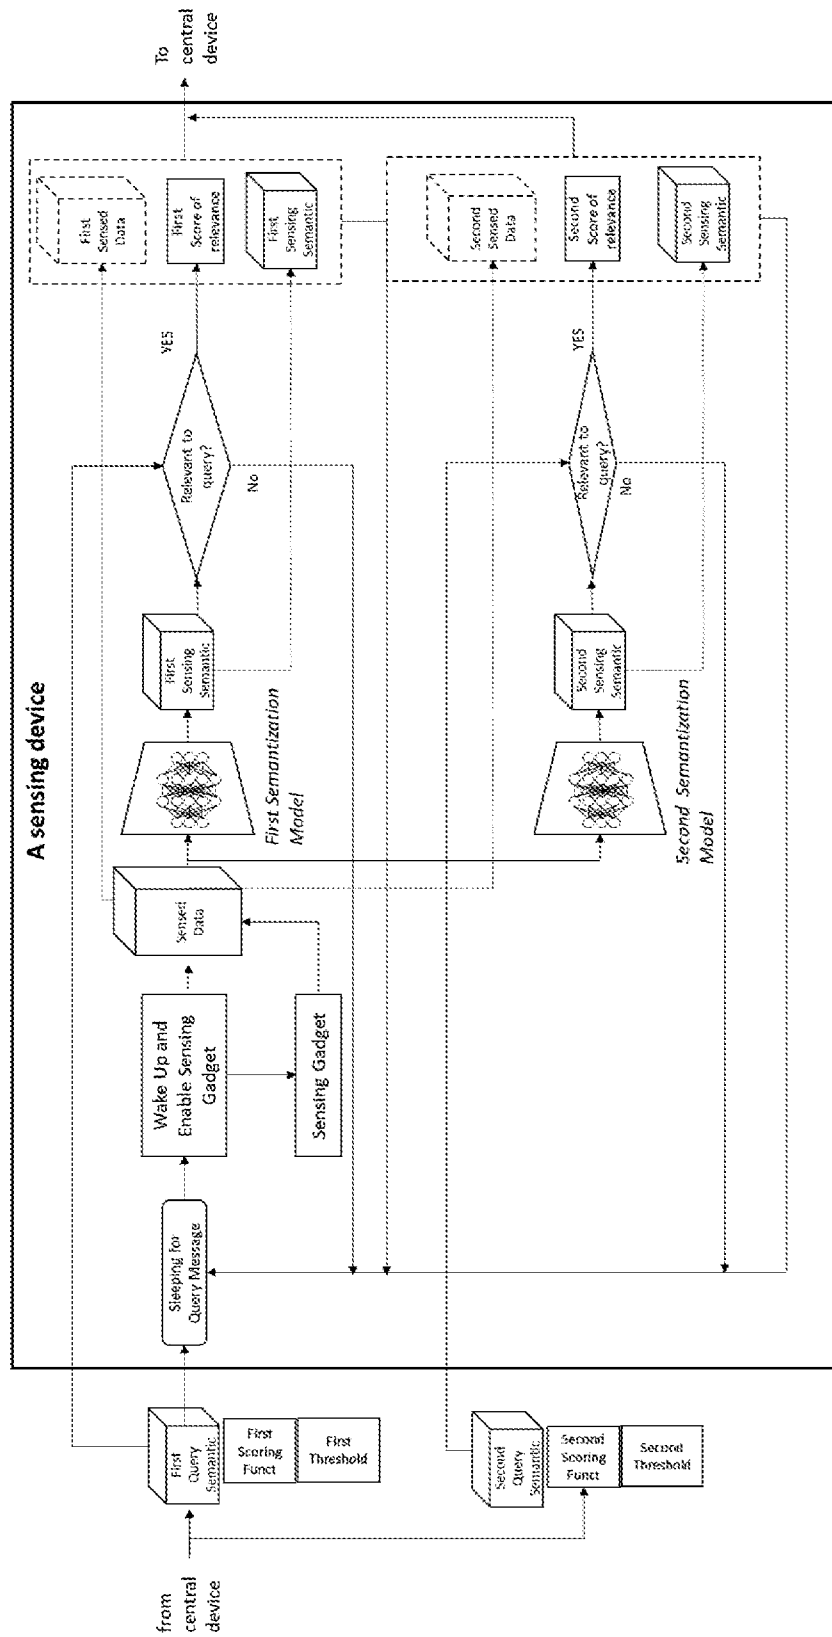 A sensing device
from
central
device
First
Query
Semantic
First
Scoring
Funct
First
Threshold
Sleeping for
Query Message
Wake Up and
Enable Sensing
Gadget
Sensing Gadget
Sensed
Data
First Semantization
Model
First
Sensing
Semantic
Relevant to
query?
YES
No
First
Sensed
Data
First
Score of
relevance
First
Sensing
Semantic
To
central
device
Second
Query
Semantic
Second
Scoring
Funct
Second
Threshold
Second Semantization
Model
Second
Sensing
Semantic
Relevant to
query?
YES
No
Second
Sensed
Data
Second
Score of
relevance
Second
Sensing
Semantic